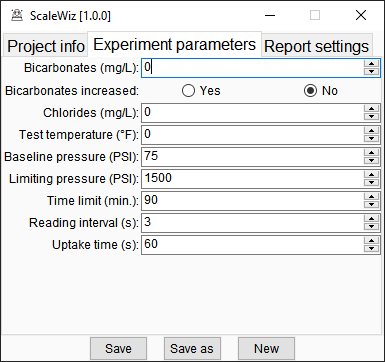 ScaleWiz [1.0.0]
Project info Experiment parameters Report settings
Bicarbonates (mg/L): 0
Bicarbonates increased: Yes No
Chlorides (mg/L): 0
Test temperature (°F): 0
Baseline pressure (PSI): 75
Limiting pressure (PSI): 1500
Time limit (min.): 90
Reading interval (s): 3
Uptake time (s): 60
Save Save as New